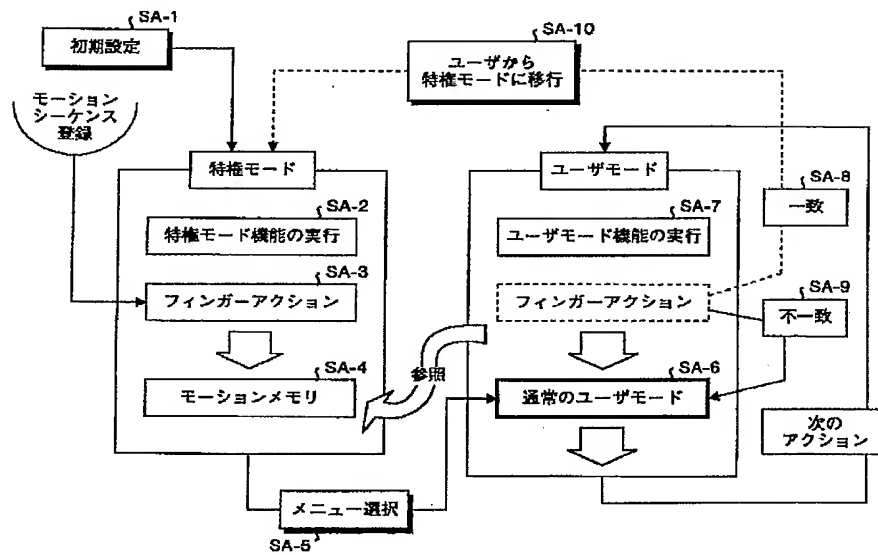 SA-1
初期設定
SA-10
ユーザから
特権モードに移行
モーション
シーケンス
登録
特権モード
ユーザモード
SA-8
一致
SA-2
特権モード機能の実行
SA-7
ユーザモード機能の実行
SA-3
フィンガーアクション
フィンガーアクション
SA-9
不一致
参照
SA-4
モーションメモリ
SA-6
通常のユーザモード
次の
アクション
メニュー選択
SA-5